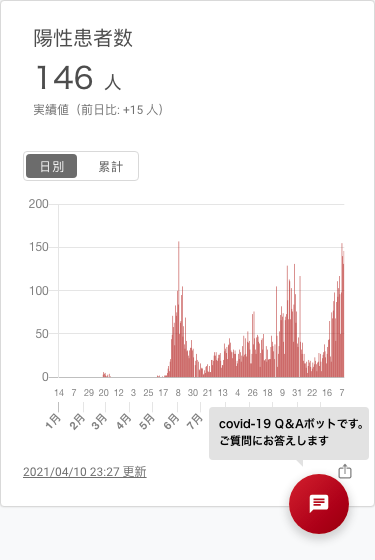 陽性患者数
146 人
実績値（前日比: +15 人）
日別 累計
200
150
100
50
0
14 7 29 20 12 3 25 17 8 30 21 13 4 26 18 9 31 22 16 7
1月 2月 3月 4月 5月 6月 7月
covid-19 Q&Aボットです。
ご質問にお答えします
2021/04/10 23:27 更新